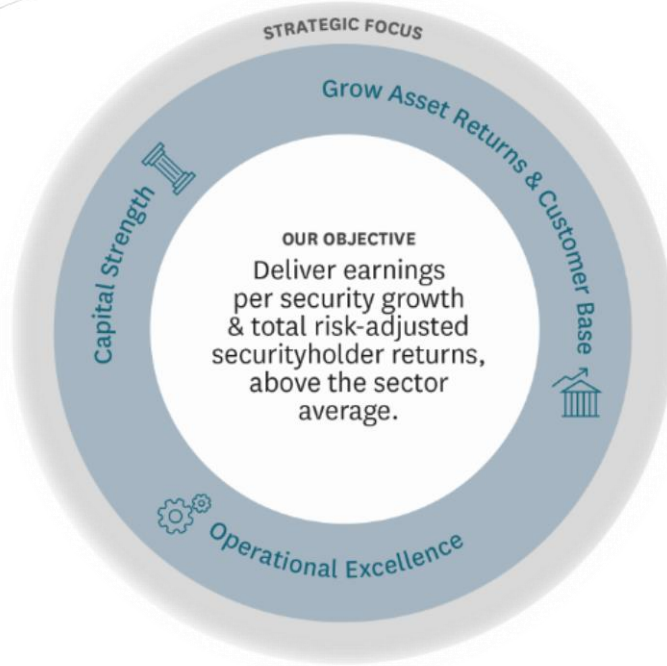 STRATEGIC FOCUS
Grow Asset Returns & Customer Base
Capital Strength
OUR OBJECTIVE
Deliver earnings
per security growth
& total risk-adjusted
securityholder returns,
above the sector
average.
Operational Excellence